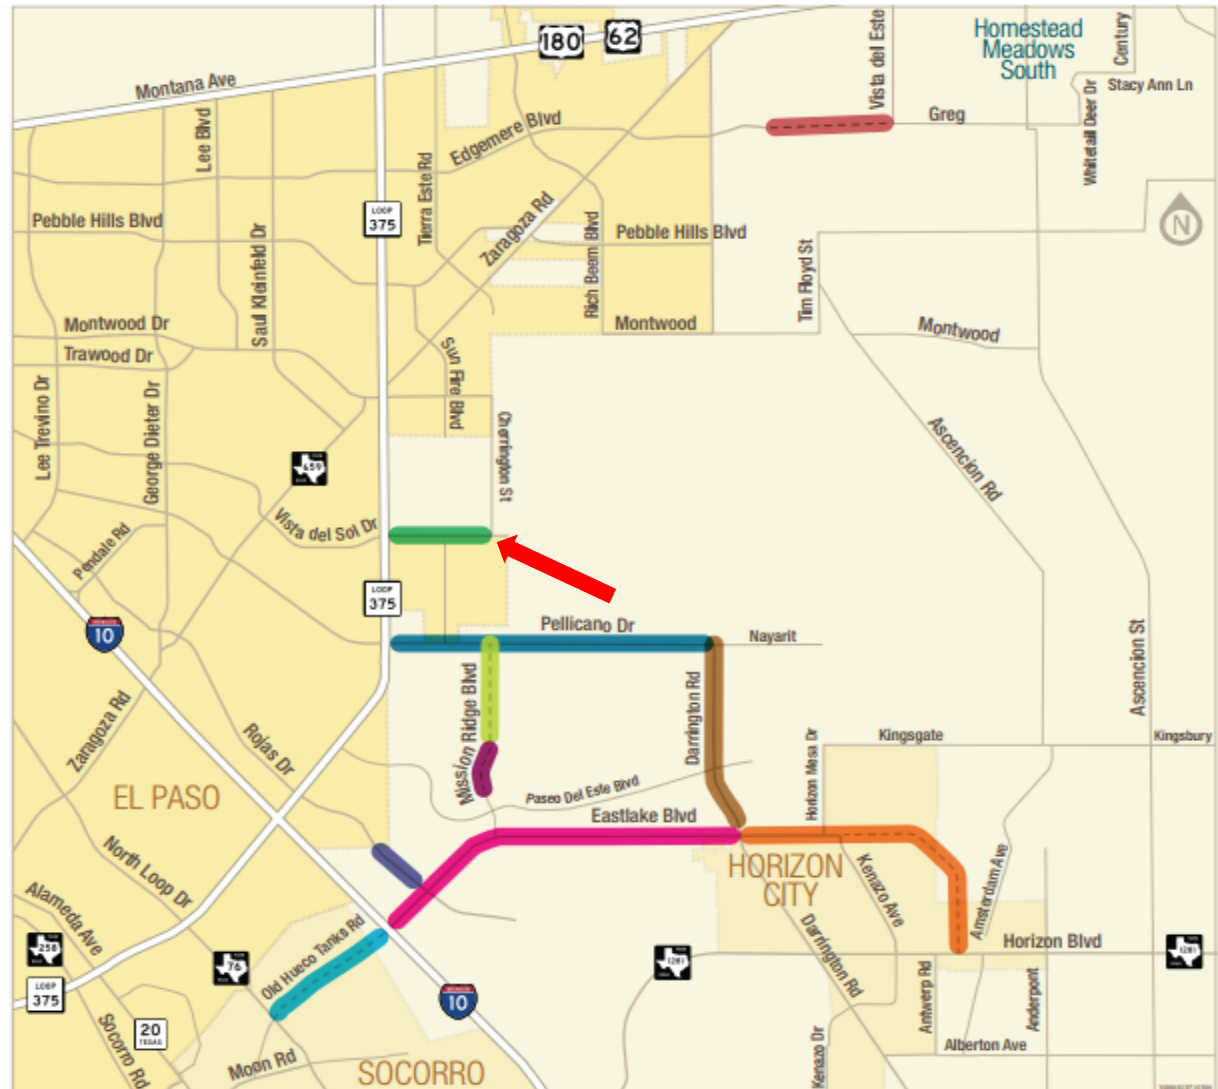 180
62
Homestead
Meadows
South
Century
Vista del Este
Montana Ave
Stacy Ann Ln
Whitetail Deer Dr
Greg
Lee Blvd
Edgemere Blvd
Tierra Este Rd
LOOP
375
Pebble Hills Blvd
Saul Kleinfeld Dr
Zaragoza Rd
Rich Beem Blvd
Pebble Hills Blvd
N
Tim Floyd St
Montwood Dr
Montwood
Montwood
Trawood Dr
Sun Fire Blvd
Lee Trevino Dr
George Dieter Dr
Cherrington St
Ascencion Rd
659
Vista del Sol Dr
Pendale Rd
LOOP
375
10
Pellicano Dr
Nayarit
Ascencion St
Mission Ridge Blvd
Darrington Rd
Zaragoza Rd
Rojas Dr
Horizon Mesa Dr
Kingsgate
Kingsbury
EL PASO
Paseo Del Este Blvd
Eastlake Blvd
North Loop Dr
HORIZON
CITY
Kenazo Ave
Amsterdam Ave
Alameda Ave
Darrington Rd
Horizon Blvd
Old Hueco Tanks Rd
258
76
1281
1281
LOOP
375
10
Antwerp Rd
Anderpont
Socorro Rd
20
TEXAS
Moon Rd
Kenazo Dr
Alberton Ave
SOCORRO